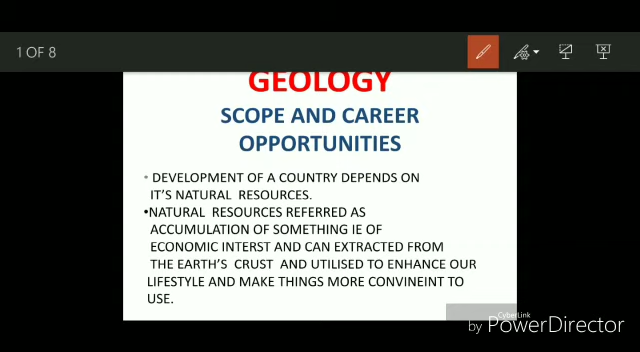 1 OF 8
GEOLOGY
SCOPE AND CAREER
OPPORTUNITIES
• DEVELOPMENT OF A COUNTRY DEPENDS ON
IT'S NATURAL RESOURCES.
•NATURAL RESOURCES REFERRED AS
ACCUMULATION OF SOMETHING IE OF
ECONOMIC INTERST AND CAN EXTRACTED FROM
THE EARTH'S CRUST AND UTILISED TO ENHANCE OUR
LIFESTYLE AND MAKE THINGS MORE CONVINEINT TO
USE.
CyberLink
by PowerDirector